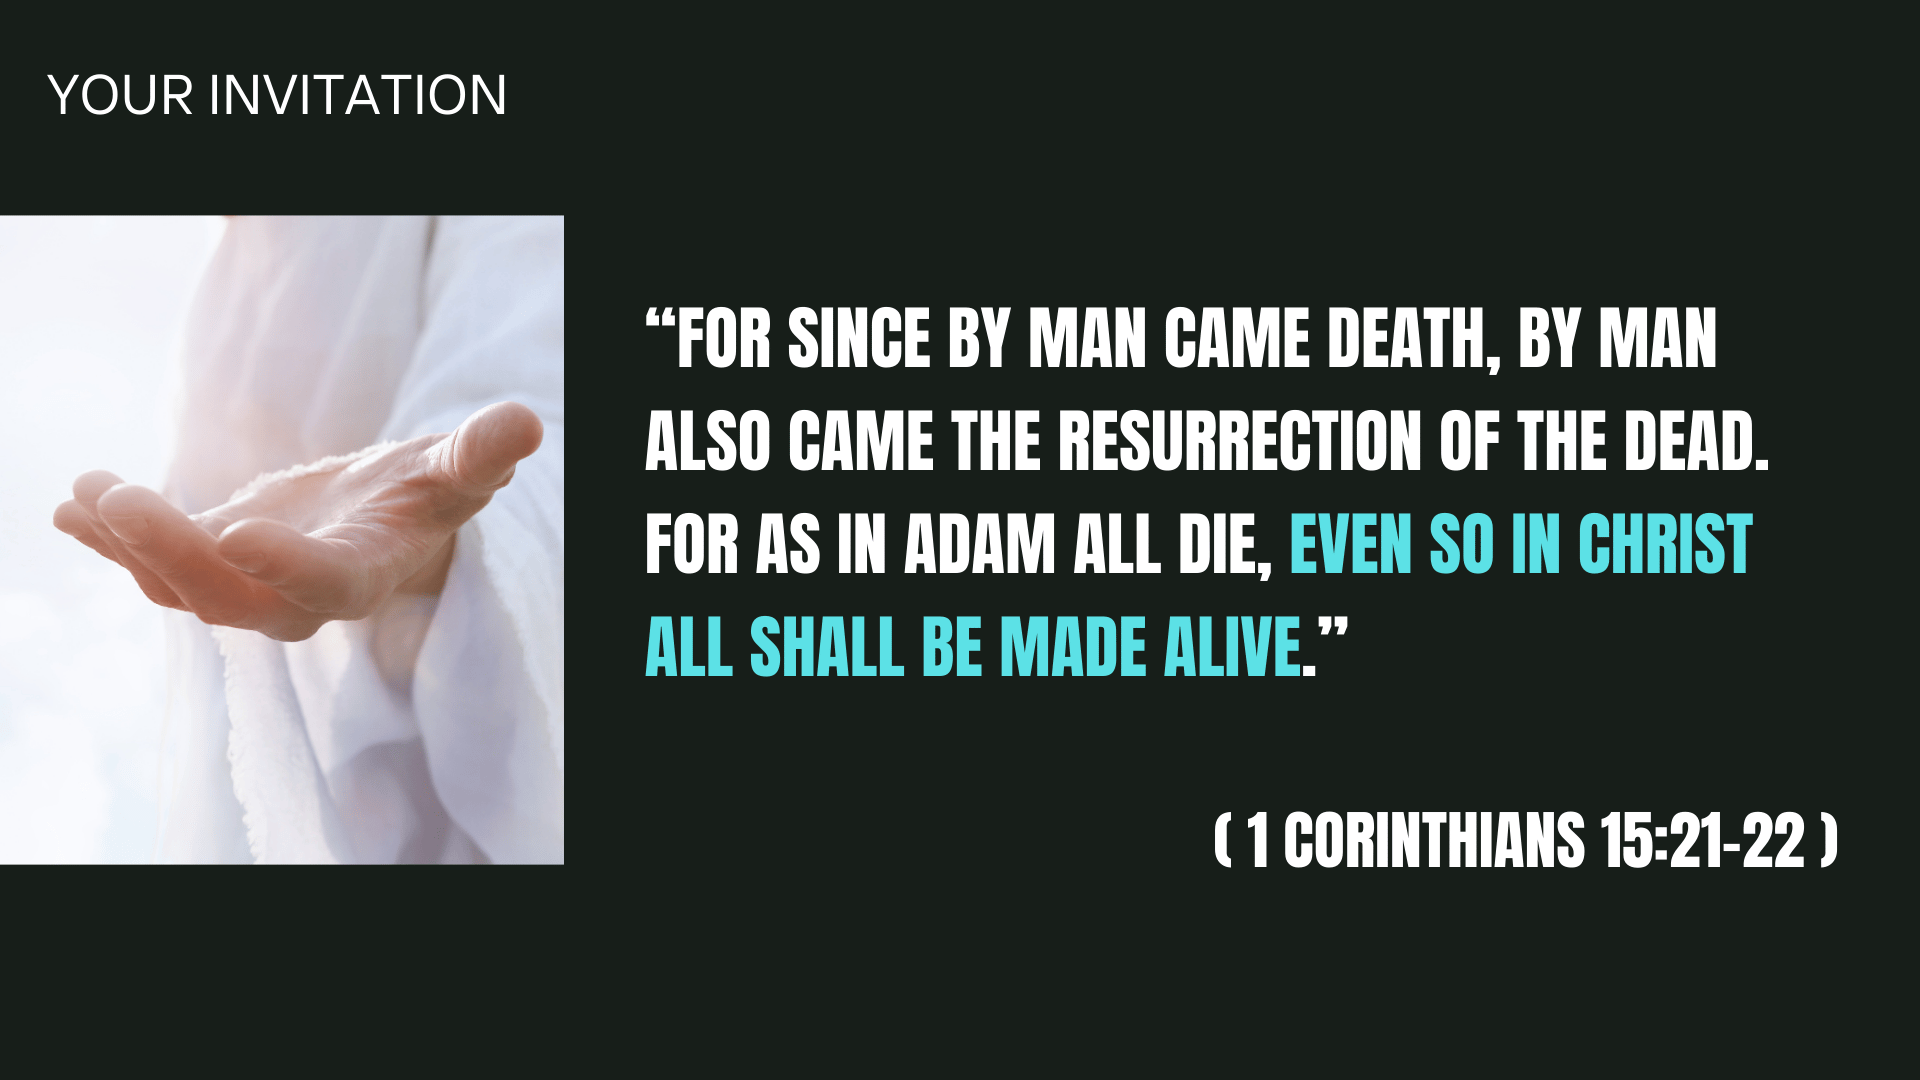 YOUR INVITATION
“FOR SINCE BY MAN CAME DEATH, BY MAN
ALSO CAME THE RESURRECTION OF THE DEAD.
FOR AS IN ADAM ALL DIE, EVEN SO IN CHRIST
ALL SHALL BE MADE ALIVE.”
( 1 CORINTHIANS 15:21-22 )